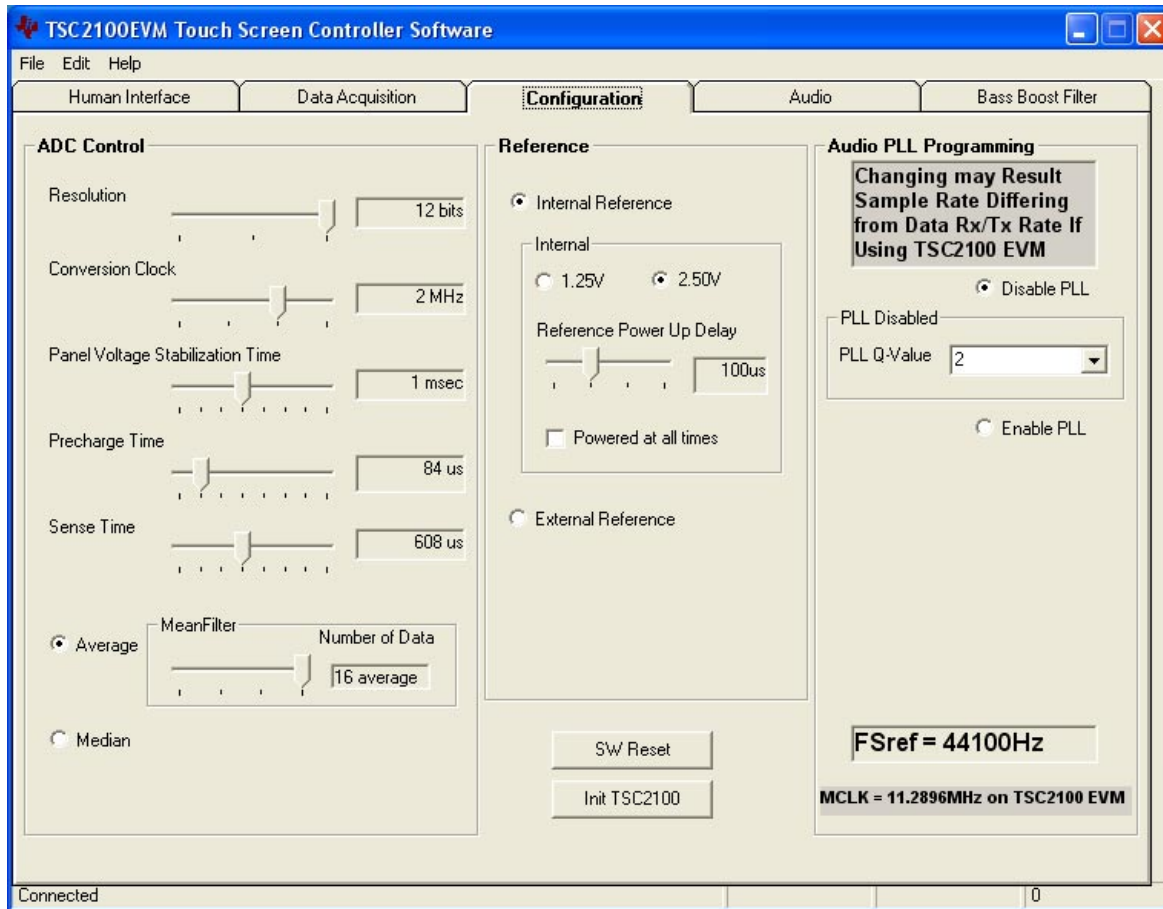 TSC2100EVM Touch Screen Controller Software
File Edit Help
Human Interface
Data Acquisition
Configuration
Audio
Bass Boost Filter
ADC Control
Resolution
12 bits
Conversion Clock
2 MHz
Panel Voltage Stabilization Time
1 msec
Precharge Time
84 us
Sense Time
608 us
Average
MeanFilter
Number of Data
16 average
Median
Reference
Internal Reference
Internal
1.25V
2.50V
Reference Power Up Delay
100us
Powered at all times
External Reference
SW Reset
Init TSC2100
Audio PLL Programming
Changing may Result
Sample Rate Differing
from Data Rx/Tx Rate If
Using TSC2100 EVM
Disable PLL
PLL Disabled
PLL Q-Value
2
Enable PLL
FSref = 44100Hz
MCLK = 11.2896MHz on TSC2100 EVM
Connected
0